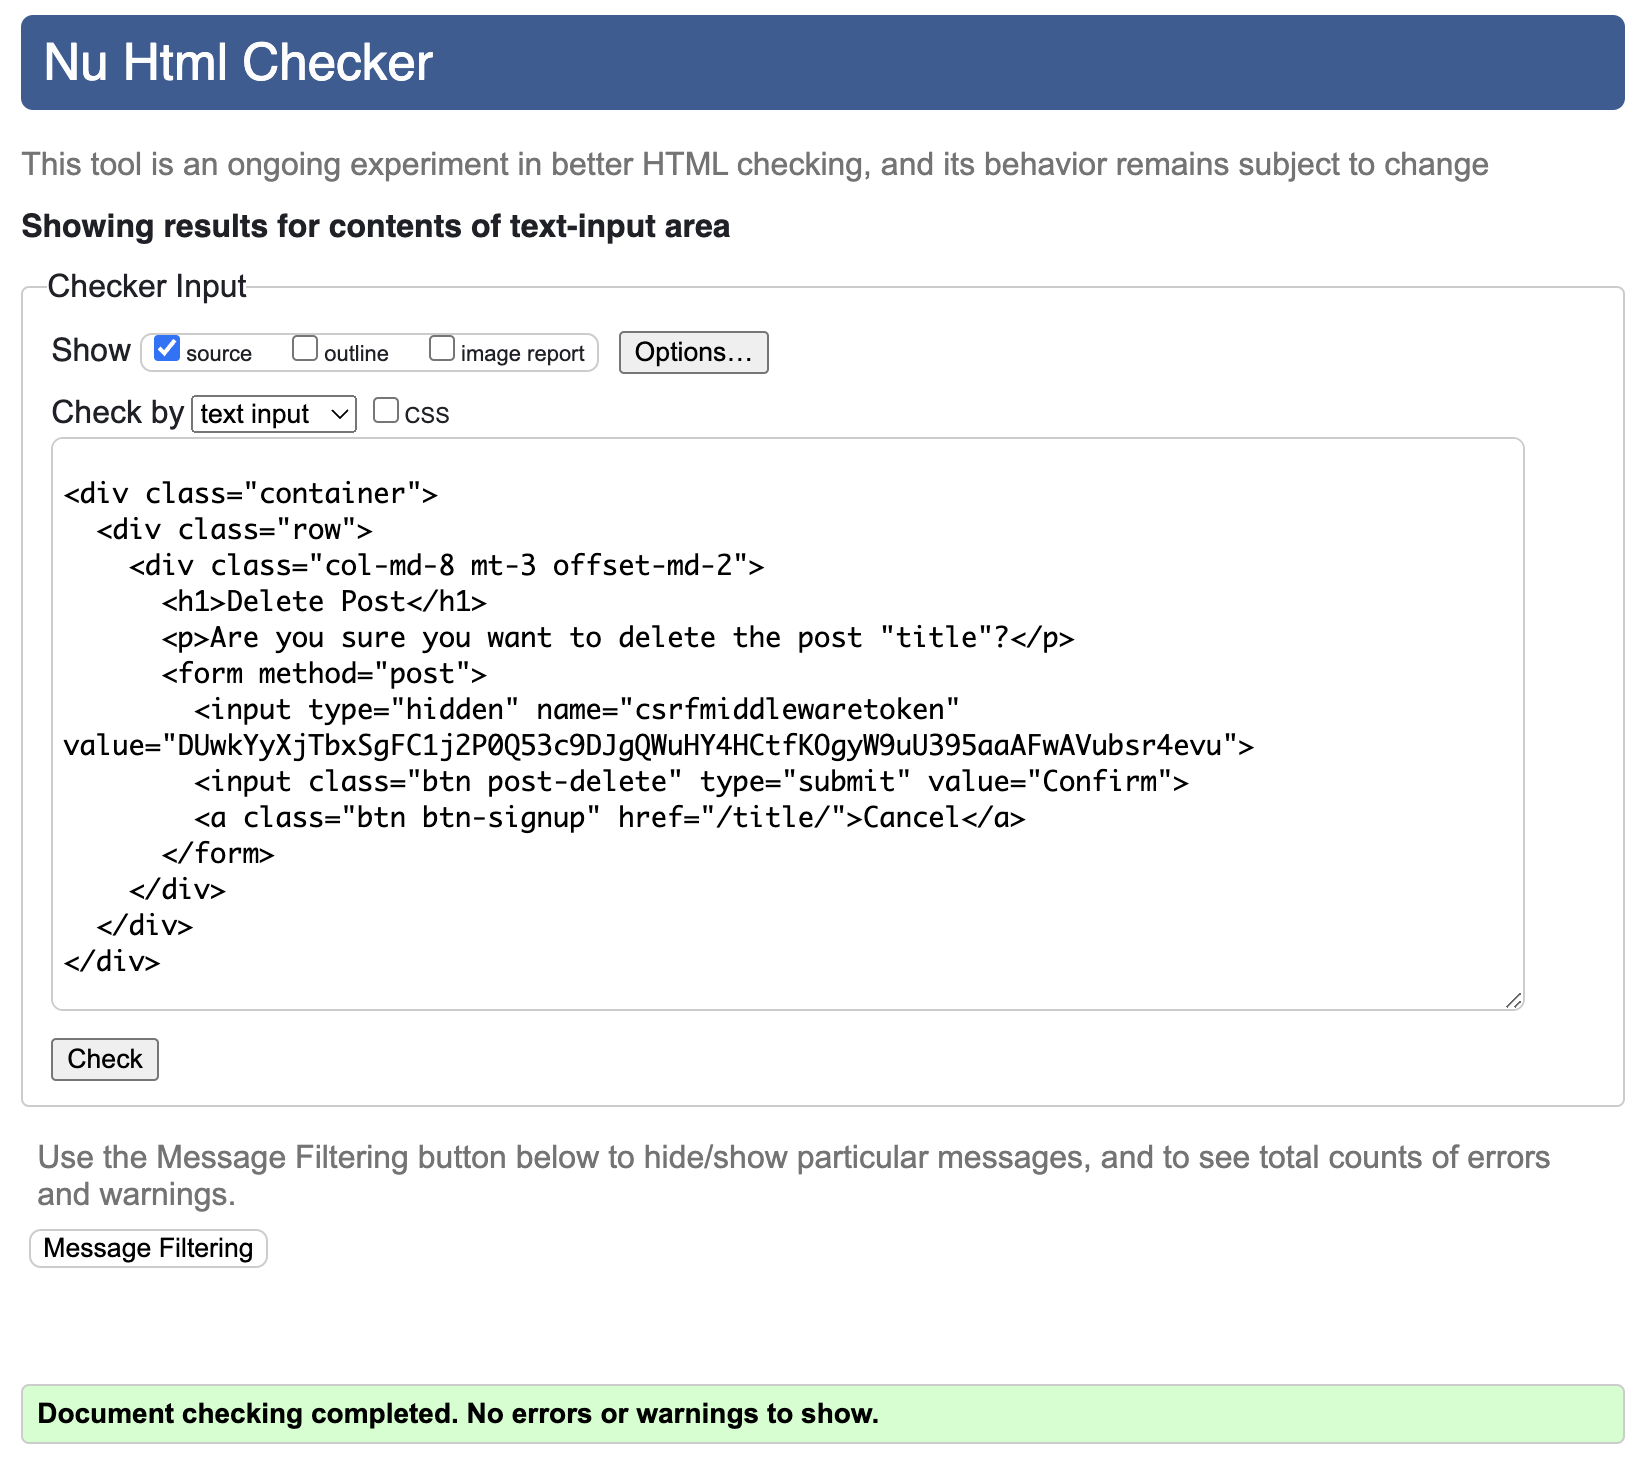 Nu Html Checker
This tool is an ongoing experiment in better HTML checking, and its behavior remains subject to change
Showing results for contents of text-input area
Checker Input
Show source outline image report Options…
Check by text input CSS
<div class="container">
  <div class="row">
    <div class="col-md-8 mt-3 offset-md-2">
      <h1>Delete Post</h1>
      <p>Are you sure you want to delete the post "title"?</p>
      <form method="post">
        <input type="hidden" name="csrfmiddlewaretoken"
value="DUwkYyXjTbxSgFC1j2P0Q53c9DJgQWuHY4HCtfKOgyW9uU395aaAFwAVubsr4evu">
        <input class="btn post-delete" type="submit" value="Confirm">
        <a class="btn btn-signup" href="/title/">Cancel</a>
      </form>
    </div>
  </div>
</div>
Check
Use the Message Filtering button below to hide/show particular messages, and to see total counts of errors
and warnings.
Message Filtering
Document checking completed. No errors or warnings to show.